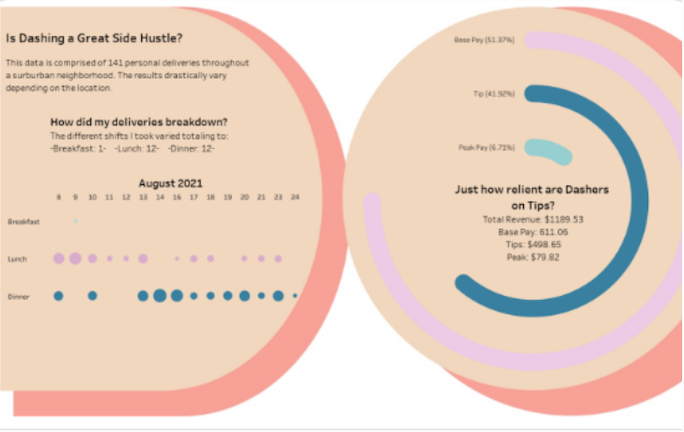 Is Dashing a Great Side Hustle?
This data is comprised of 141 personal deliveries throughout
a surburban neighborhood. The results drastically vary
depending on the location.
How did my deliveries breakdown?
The different shifts I took varied totaling to:
-Breakfast: 1- -Lunch: 12- -Dinner: 12-
August 2021
8 9 10 11 12 13 14 15 16 17 18 19 20 21 23 24
Breakfast
Lunch
Dinner
Base Pay (51.37%)
Tip (41.92%)
Peak Pay (6.71%)
Just how relient are Dashers
on Tips?
Total Revenue: $1189.53
Base Pay: 611.06
Tips: $498.65
Peak: $79.82